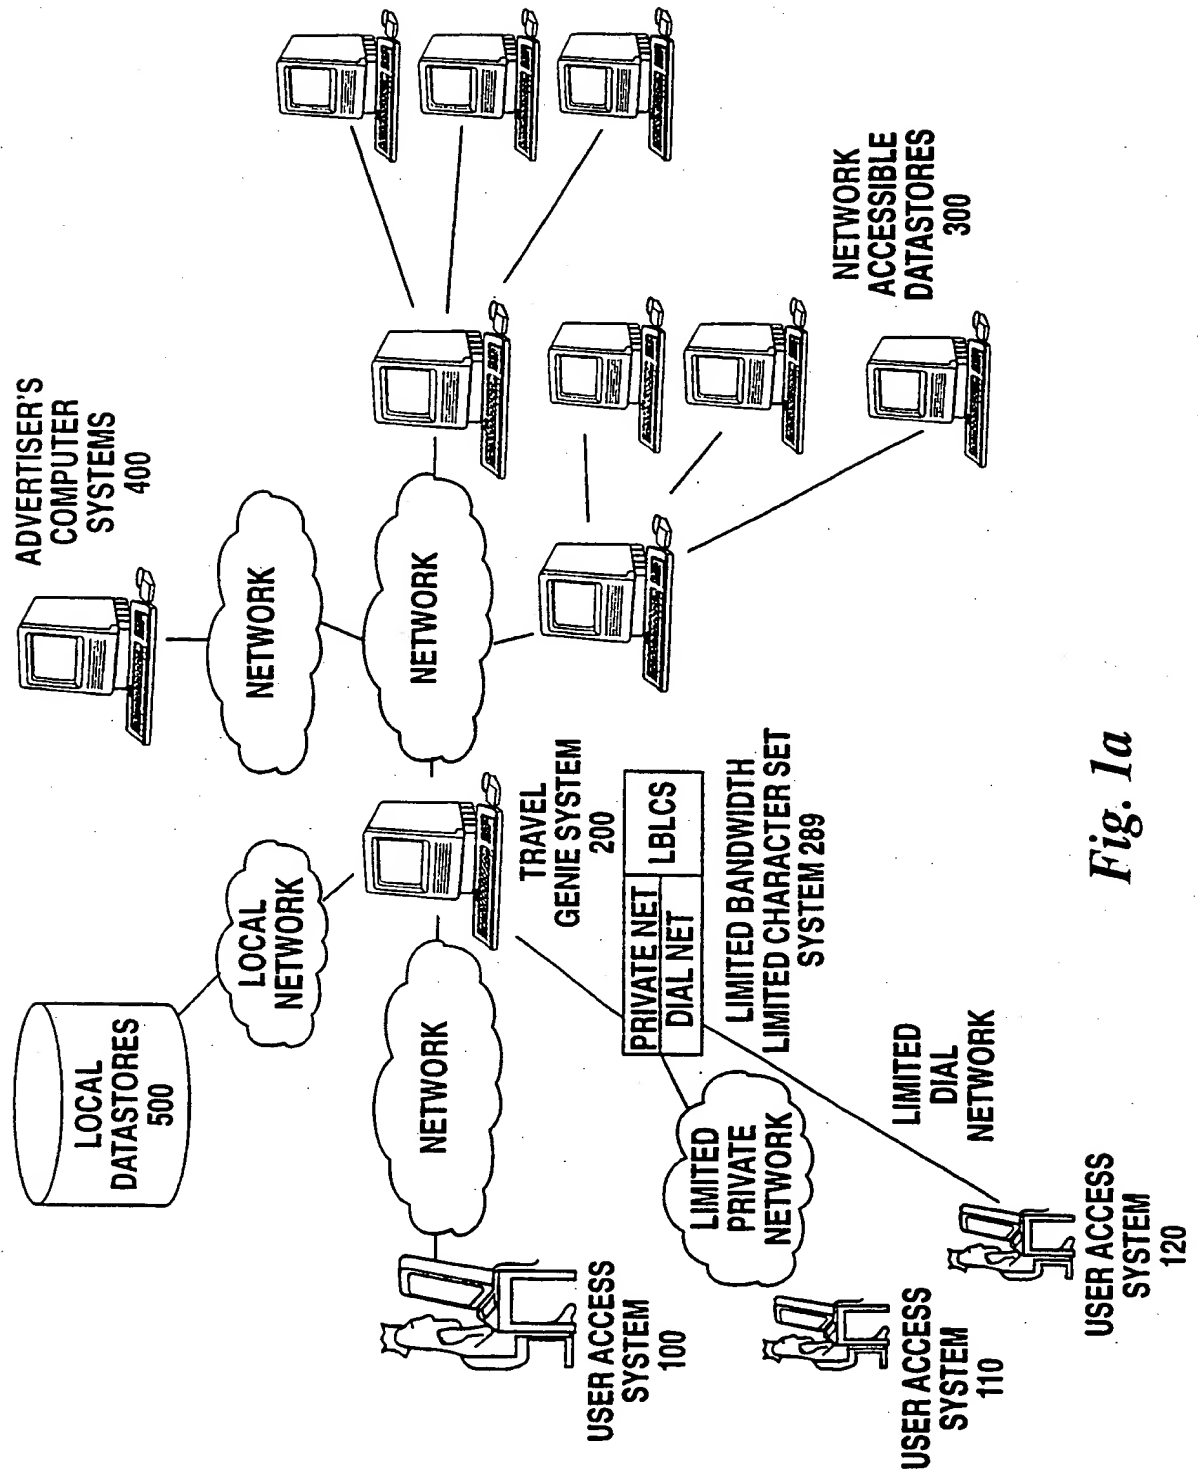 ADVERTISER'S
COMPUTER
SYSTEMS
400
LOCAL
DATASTORES
500
LOCAL
NETWORK
NETWORK
NETWORK
NETWORK
TRAVEL
GENIE SYSTEM
200
NETWORK
ACCESSIBLE
DATASTORES
300
USER ACCESS
SYSTEM
100
PRIVATE NET
DIAL NET
LBLCS
LIMITED BANDWIDTH
LIMITED CHARACTER SET
SYSTEM 289
LIMITED
PRIVATE
NETWORK
LIMITED
DIAL
NETWORK
USER ACCESS
SYSTEM
110
USER ACCESS
SYSTEM
120
Fig. 1a